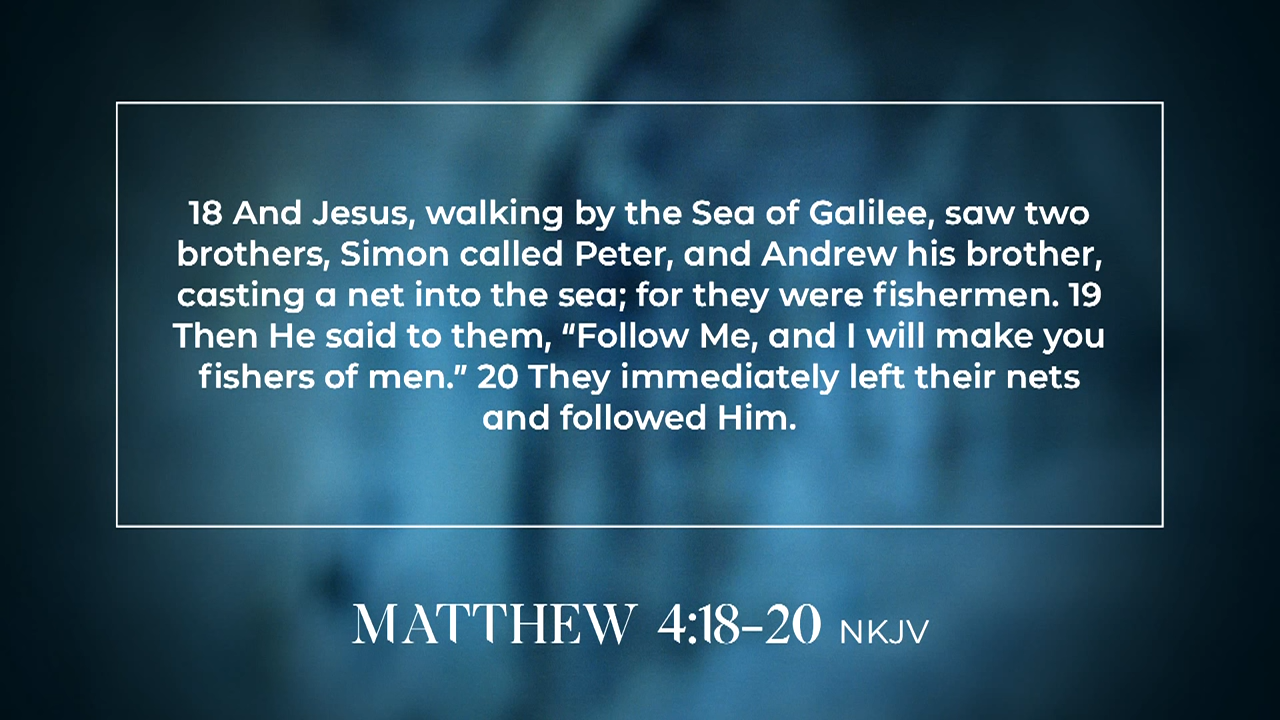 18 And Jesus, walking by the Sea of Galilee, saw two
brothers, Simon called Peter, and Andrew his brother,
casting a net into the sea; for they were fishermen. 19
Then He said to them, “Follow Me, and I will make you
fishers of men.” 20 They immediately left their nets
and followed Him.
MATTHEW 4:18-20 NKJV